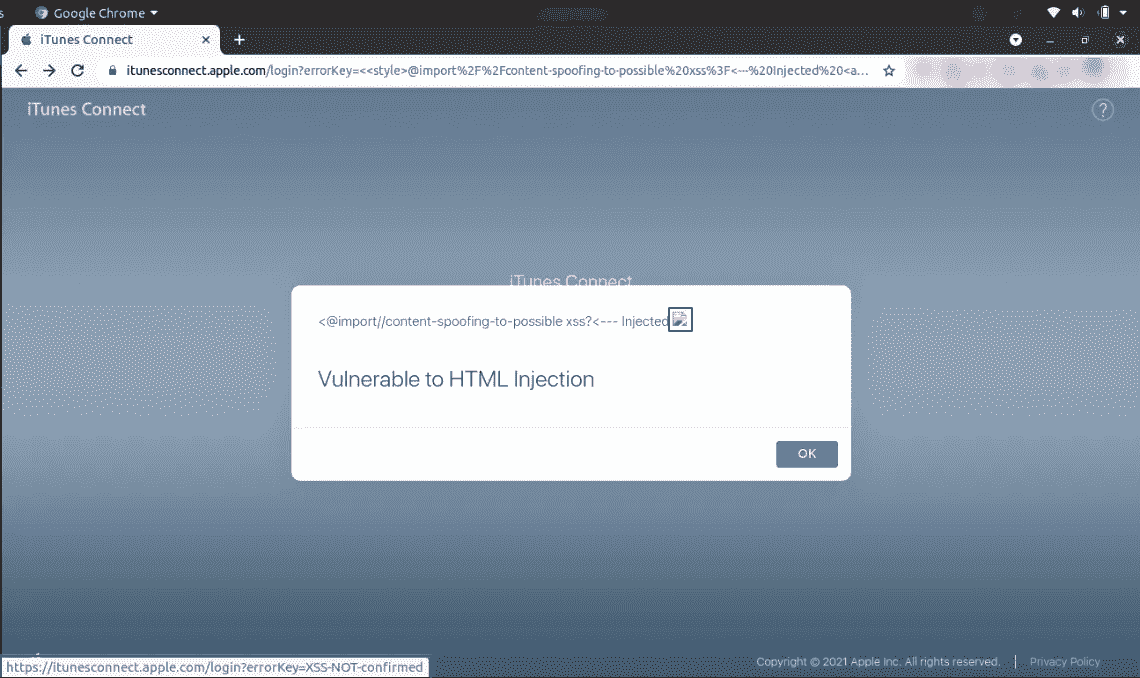 Google Chrome
iTunes Connect
itunesconnect.apple.com/login?errorKey=<<style>@import%2F%2Fcontent-spoofing-to-possible%20xss%3F<---%20Injected%20<a...
iTunes Connect
?
iTunes Connect
<@import//content-spoofing-to-possible xss?<--- Injected
Vulnerable to HTML Injection
OK
https://itunesconnect.apple.com/login?errorKey=XSS-NOT-confirmed
Copyright © 2021 Apple Inc. All rights reserved. | Privacy Policy